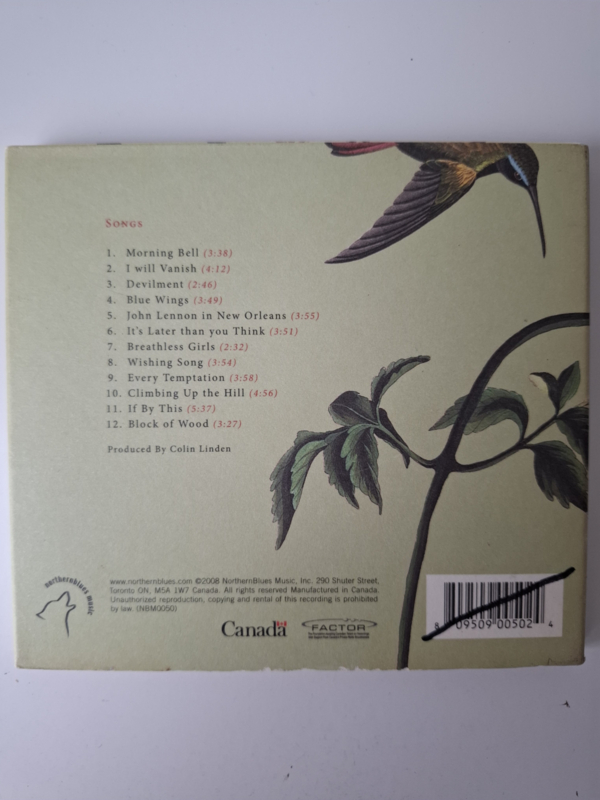 Songs
1. Morning Bell (3:38)
2. I will Vanish (4:12)
3. Devilment (2:46)
4. Blue Wings (3:49)
5. John Lennon in New Orleans (3:55)
6. It's Later than you Think (3:51)
7. Breathless Girls (2:32)
8. Wishing Song (3:54)
9. Every Temptation (3:58)
10. Climbing Up the Hill (4:56)
11. If By This (5:37)
12. Block of Wood (3:27)
Produced By Colin Linden
northernblues music
www.northernblues.com ©2008 NorthernBlues Music, Inc. 290 Shuter Street,
Toronto ON, M5A 1W7 Canada. All rights reserved Manufactured in Canada.
Unauthorized reproduction, copying and rental of this recording is prohibited
by law. (NBM0050)
Canada
FACTOR
8 09509 00502 4